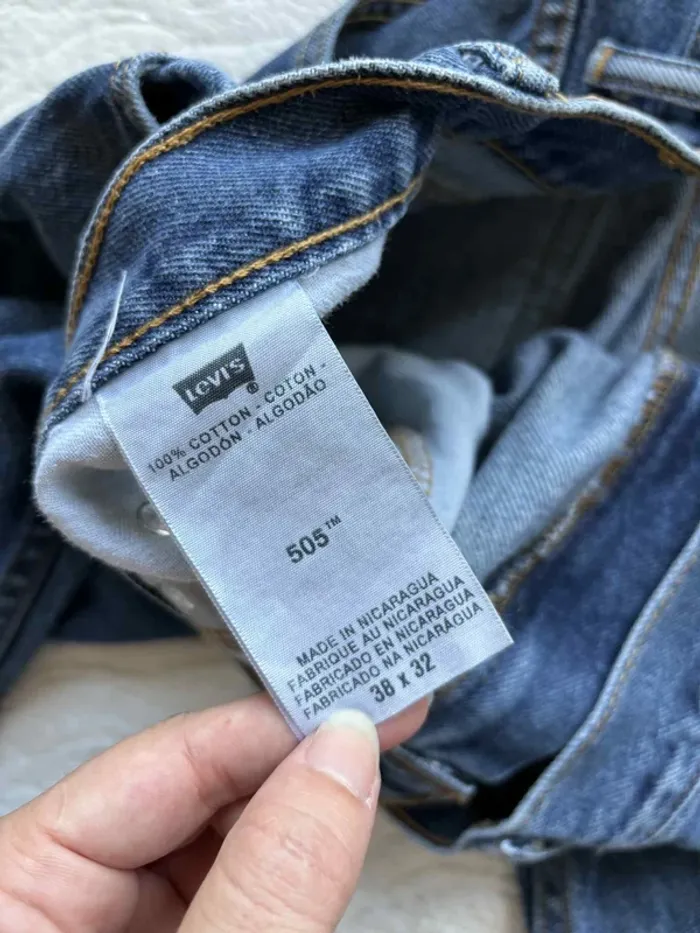 LEVI'S®
100% COTTON - COTON -
ALGODÓN - ALGODÃO
505™
MADE IN NICARAGUA
FABRIQUE AU NICARAGUA
FABRICADO EN NICARAGUA
FABRICADO NA NICARÁGUA
38 x 32